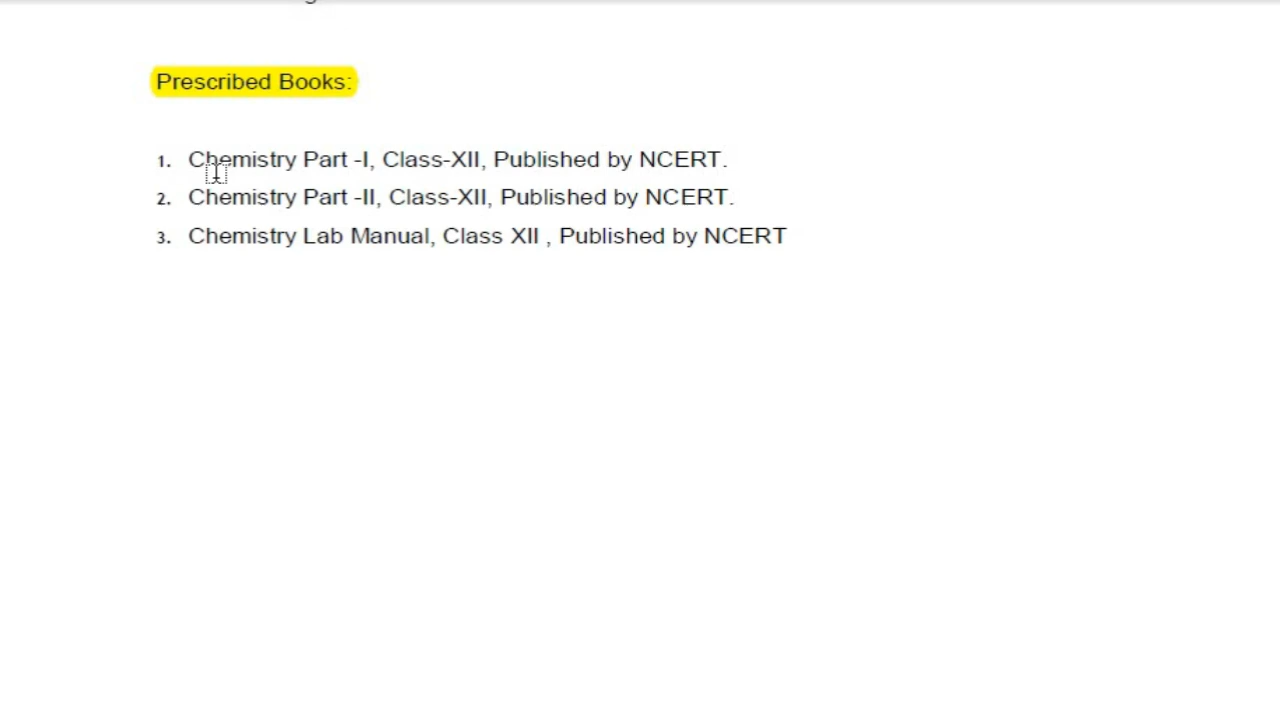 Prescribed Books:
1. Chemistry Part -I, Class-XII, Published by NCERT.
2. Chemistry Part -II, Class-XII, Published by NCERT.
3. Chemistry Lab Manual, Class XII , Published by NCERT